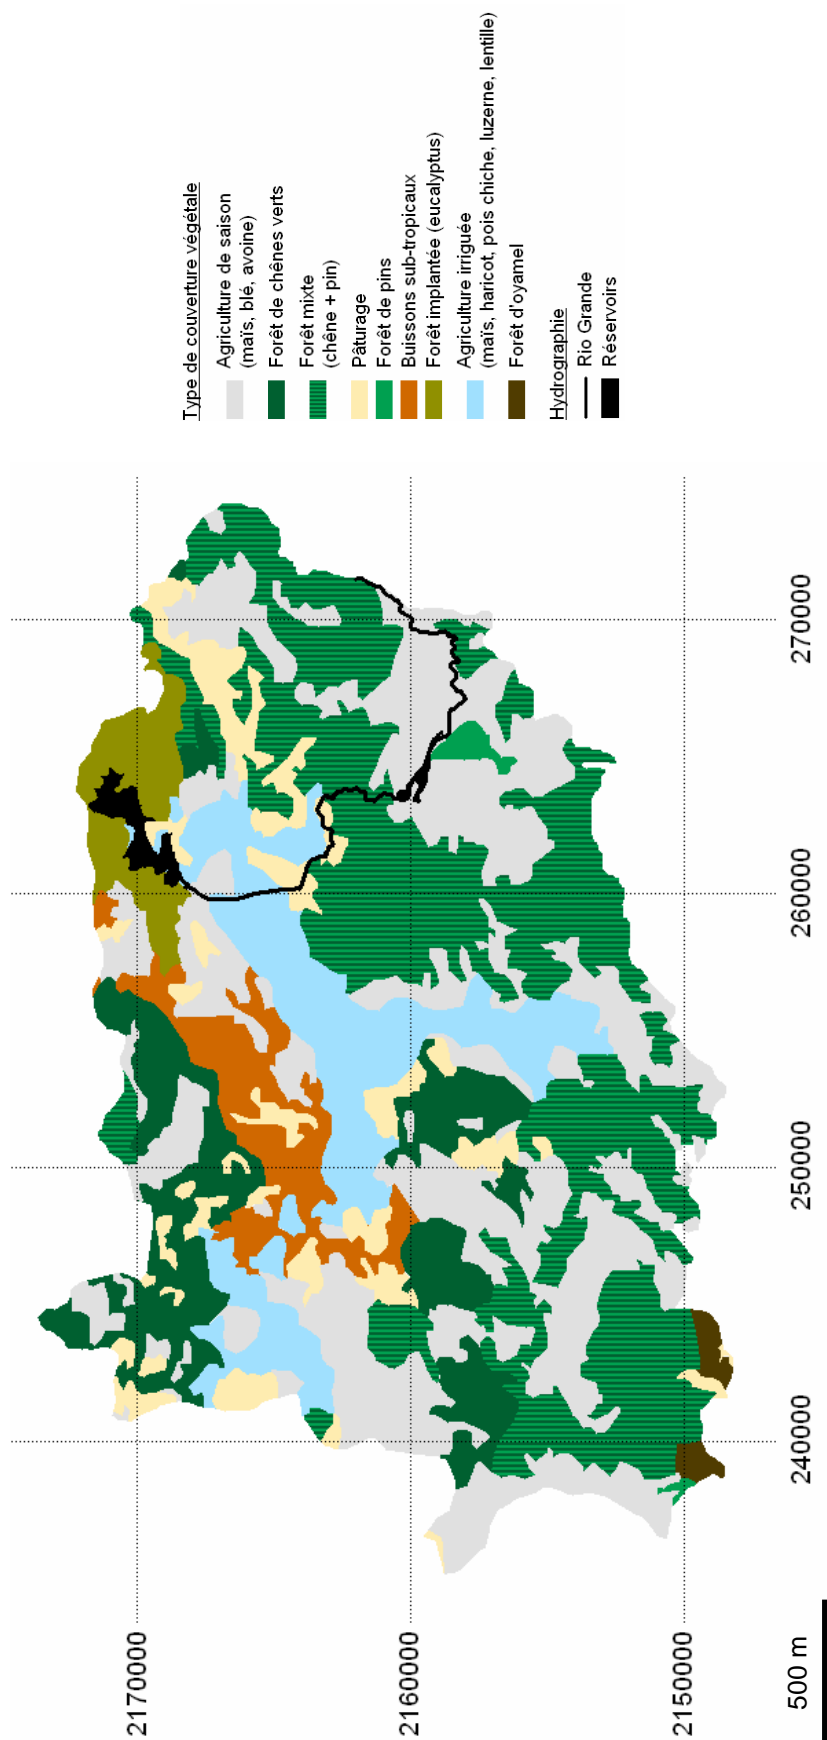 Type de couverture végétale
Agriculture de saison
(maïs, blé, avoine)
Forêt de chênes verts
Forêt mixte
(chêne + pin)
Pâturage
Forêt de pins
Buissons sub-tropicaux
Forêt implantée (eucalyptus)
Agriculture irriguée
(maïs, haricot, pois chiche, luzerne, lentille)
Forêt d'oyamel
Hydrographie
Rio Grande
Réservoirs
2170000
2160000
2150000
240000
250000
260000
270000
500 m